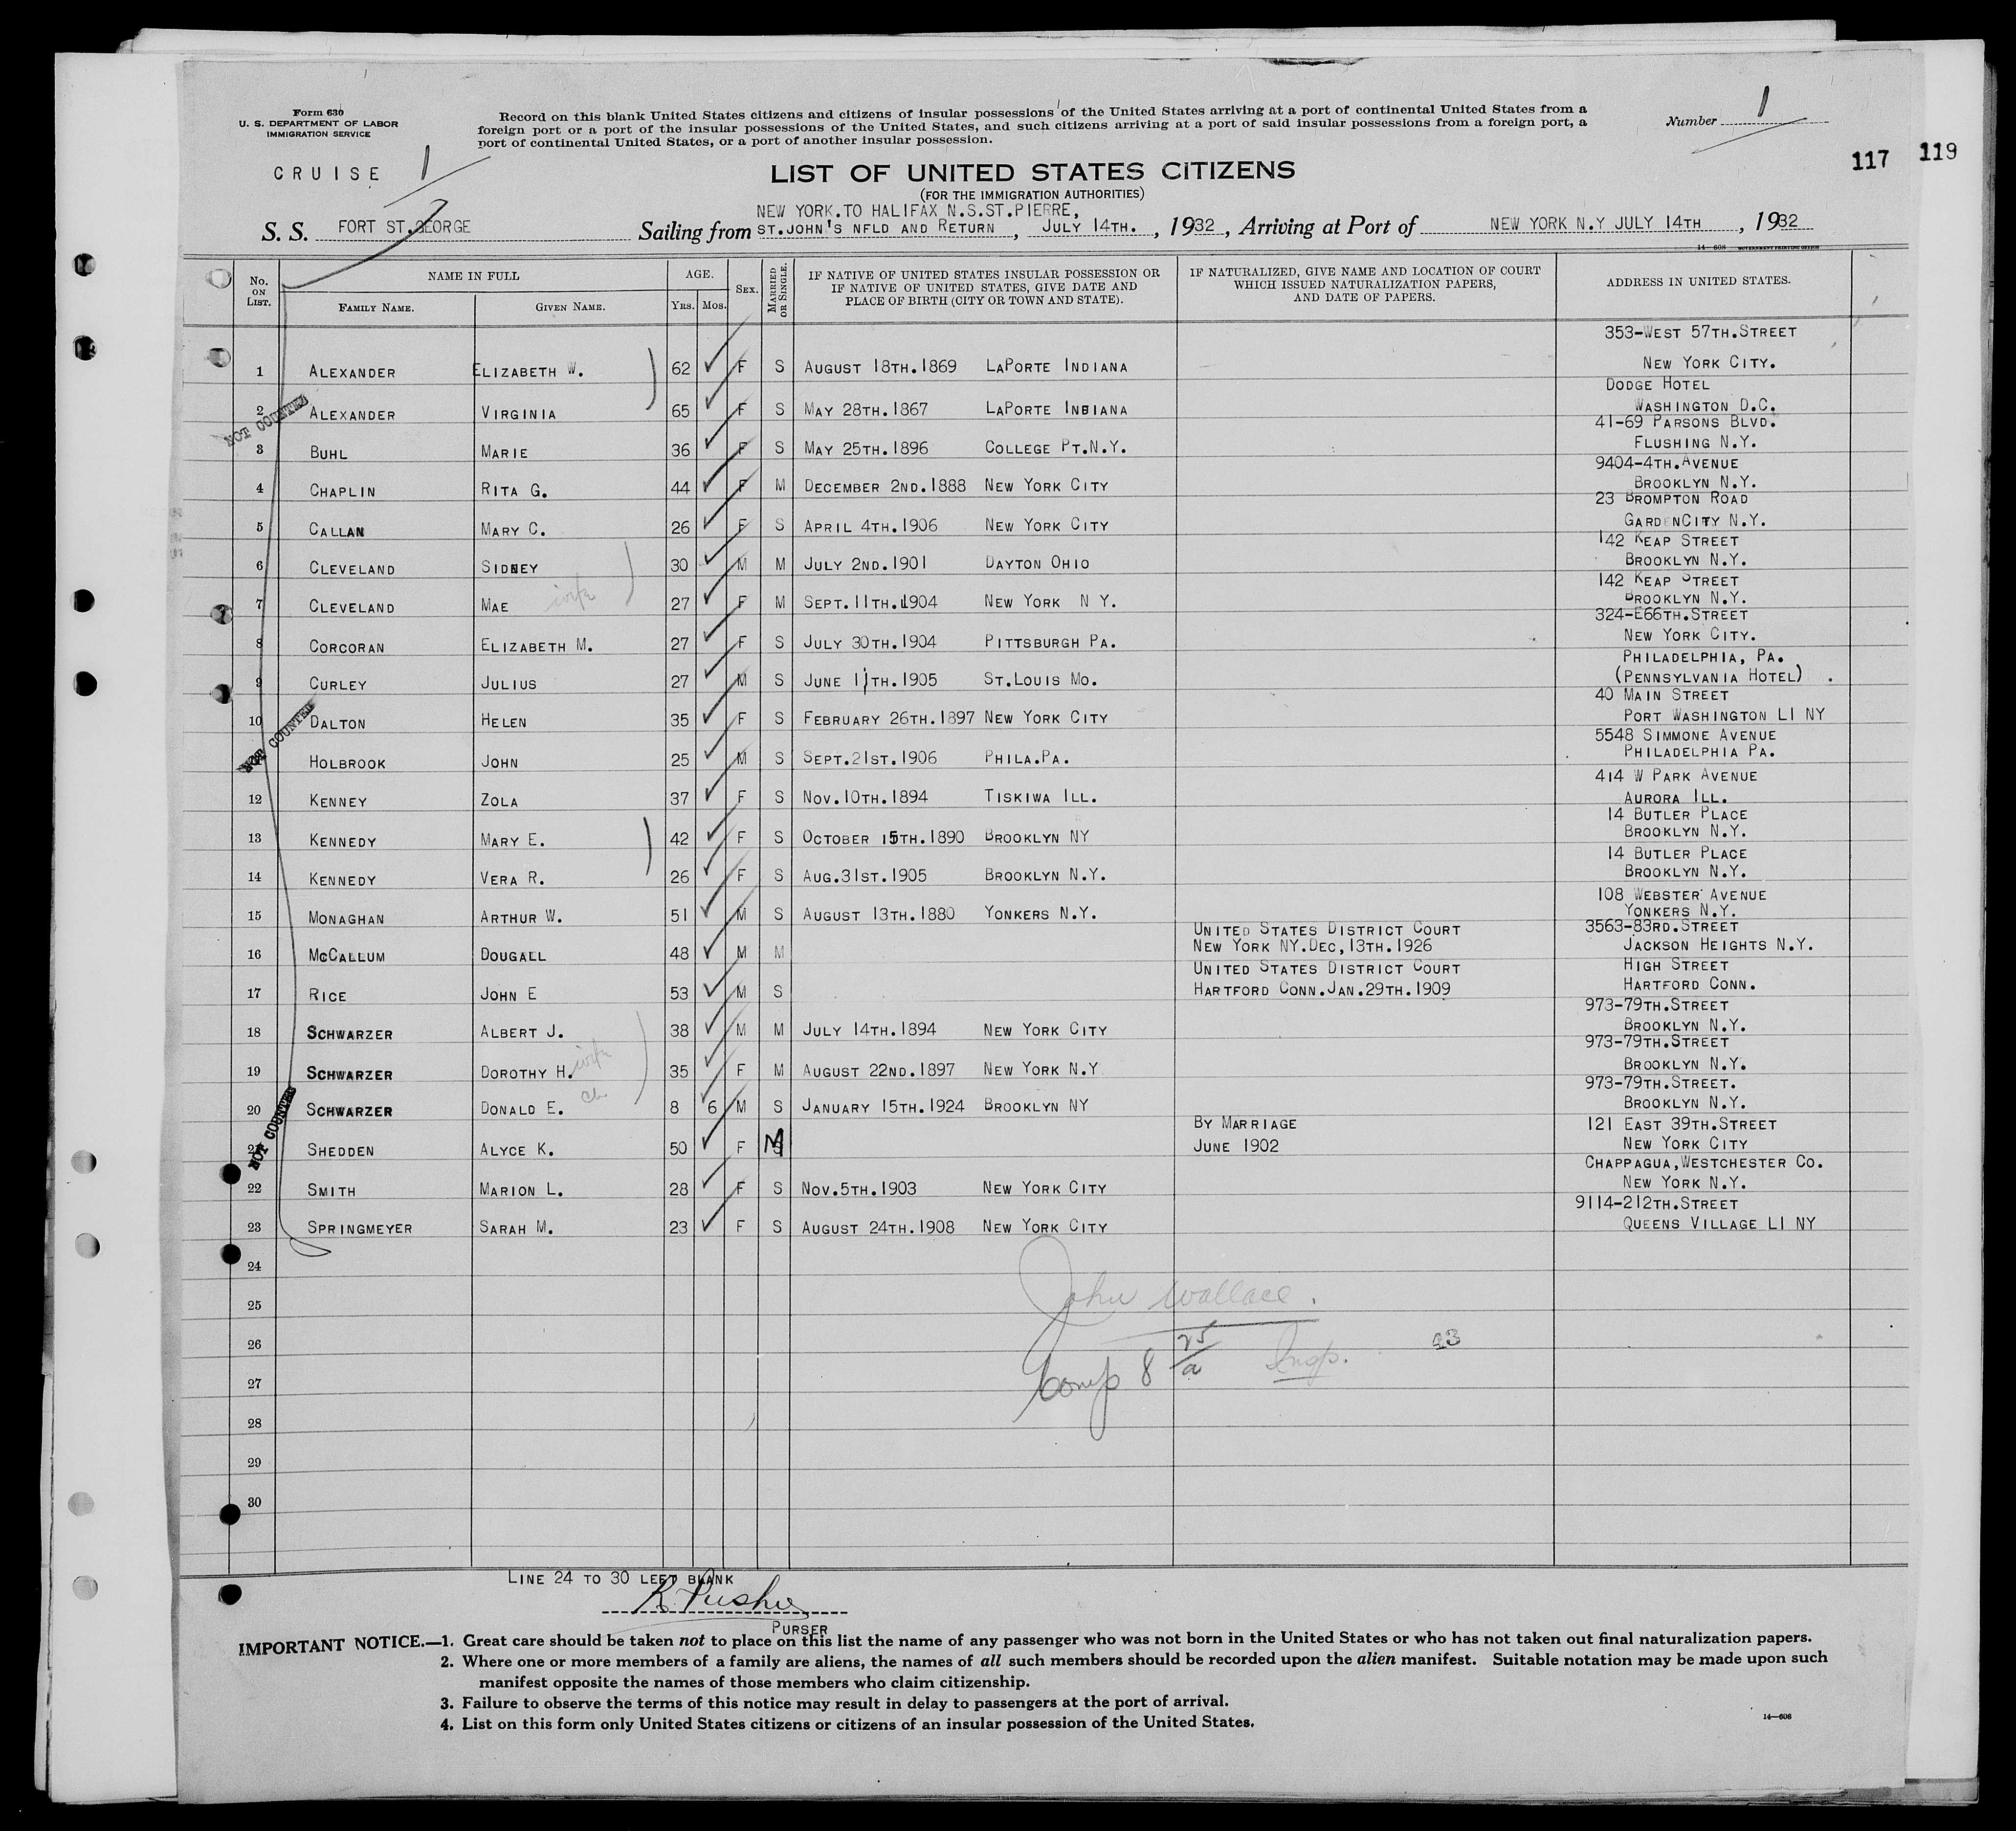 Form 630
U. S. DEPARTMENT OF LABOR
IMMIGRATION SERVICE
Record on this blank United States citizens and citizens of insular possessions of the United States arriving at a port of continental United States from a
foreign port or a port of the insular possessions of the United States, and such citizens arriving at a port of said insular possessions from a foreign port, a
port of continental United States, or a port of another insular possession.
Number 1
117 119
CRUISE 1
LIST OF UNITED STATES CITIZENS
(FOR THE IMMIGRATION AUTHORITIES)
NEW YORK.TO HALIFAX N.S.ST.PIERRE,
S. S. FORT ST.GEORGE Sailing from ST.JOHN'S NFLD AND RETURN, JULY 14TH., 1932, Arriving at Port of NEW YORK N.Y JULY 14TH, 1932
14-608 GOVERNMENT PRINTING OFFICE
No. ON LIST. NAME IN FULL FAMILY NAME. GIVEN NAME. AGE. YRS. MOS. SEX. MARRIED OR SINGLE. IF NATIVE OF UNITED STATES INSULAR POSSESSION OR IF NATIVE OF UNITED STATES, GIVE DATE AND PLACE OF BIRTH (CITY OR TOWN AND STATE). IF NATURALIZED, GIVE NAME AND LOCATION OF COURT WHICH ISSUED NATURALIZATION PAPERS, AND DATE OF PAPERS. ADDRESS IN UNITED STATES.
353-WEST 57TH.STREET
1 ALEXANDER ELIZABETH W. 62 F S AUGUST 18TH.1869 LAPORTE INDIANA NEW YORK CITY.
DODGE HOTEL
2 ALEXANDER VIRGINIA 65 F S MAY 28TH.1867 LAPORTE INDIANA WASHINGTON D.C.
NOT COUNTED
41-69 PARSONS BLVD.
3 BUHL MARIE 36 F S MAY 25TH.1896 COLLEGE PT.N.Y. FLUSHING N.Y.
9404-4TH.AVENUE
4 CHAPLIN RITA G. 44 F M DECEMBER 2ND.1888 NEW YORK CITY BROOKLYN N.Y.
23 BROMPTON ROAD
5 CALLAN MARY C. 26 F S APRIL 4TH.1906 NEW YORK CITY GARDENCITY N.Y.
142 KEAP STREET
6 CLEVELAND SIDNEY 30 M M JULY 2ND.1901 DAYTON OHIO BROOKLYN N.Y.
142 KEAP STREET
7 CLEVELAND MAE wife 27 F M SEPT.11TH.1904 NEW YORK N Y. BROOKLYN N.Y.
324-E66TH.STREET
8 CORCORAN ELIZABETH M. 27 F S JULY 30TH.1904 PITTSBURGH PA. NEW YORK CITY.
PHILADELPHIA, PA.
9 CURLEY JULIUS 27 M S JUNE 11TH.1905 ST.LOUIS MO. (PENNSYLVANIA HOTEL)
40 MAIN STREET
10 DALTON HELEN 35 F S FEBRUARY 26TH.1897 NEW YORK CITY PORT WASHINGTON LI NY
NOT COUNTED
5548 SIMMONE AVENUE
HOLBROOK JOHN 25 M S SEPT.21ST.1906 PHILA.PA. PHILADELPHIA PA.
414 W PARK AVENUE
12 KENNEY ZOLA 37 F S NOV.10TH.1894 TISKIWA ILL. AURORA ILL.
14 BUTLER PLACE
13 KENNEDY MARY E. 42 F S OCTOBER 15TH.1890 BROOKLYN NY BROOKLYN N.Y.
14 BUTLER PLACE
14 KENNEDY VERA R. 26 F S AUG.31ST.1905 BROOKLYN N.Y. BROOKLYN N.Y.
108 WEBSTER AVENUE
15 MONAGHAN ARTHUR W. 51 M S AUGUST 13TH.1880 YONKERS N.Y. YONKERS N.Y.
UNITED STATES DISTRICT COURT 3563-83RD.STREET
16 MCCALLUM DOUGALL 48 M M NEW YORK NY.DEC,13TH.1926 JACKSON HEIGHTS N.Y.
UNITED STATES DISTRICT COURT HIGH STREET
17 RICE JOHN E 53 M S HARTFORD CONN.JAN.29TH.1909 HARTFORD CONN.
973-79TH.STREET
18 SCHWARZER ALBERT J. 38 M M JULY 14TH.1894 NEW YORK CITY BROOKLYN N.Y.
973-79TH.STREET
19 SCHWARZER DOROTHY H. wife 35 F M AUGUST 22ND.1897 NEW YORK N.Y BROOKLYN N.Y.
973-79TH.STREET.
20 SCHWARZER DONALD E. ch 8 6 M S JANUARY 15TH.1924 BROOKLYN NY BROOKLYN N.Y.
NOT COUNTED
BY MARRIAGE 121 EAST 39TH.STREET
21 SHEDDEN ALYCE K. 50 F M JUNE 1902 NEW YORK CITY
CHAPPAGUA,WESTCHESTER CO.
22 SMITH MARION L. 28 F S NOV.5TH.1903 NEW YORK CITY NEW YORK N.Y.
9114-212TH.STREET
23 SPRINGMEYER SARAH M. 23 F S AUGUST 24TH.1908 NEW YORK CITY QUEENS VILLAGE LI NY
24
25 John Wallace.
26 Insp.
27 Comp 8 25/a
28
29
30
LINE 24 TO 30 LEFT BLANK
PURSER
IMPORTANT NOTICE.—1. Great care should be taken not to place on this list the name of any passenger who was not born in the United States or who has not taken out final naturalization papers.
2. Where one or more members of a family are aliens, the names of all such members should be recorded upon the alien manifest. Suitable notation may be made upon such
manifest opposite the names of those members who claim citizenship.
3. Failure to observe the terms of this notice may result in delay to passengers at the port of arrival.
4. List on this form only United States citizens or citizens of an insular possession of the United States.
14-608